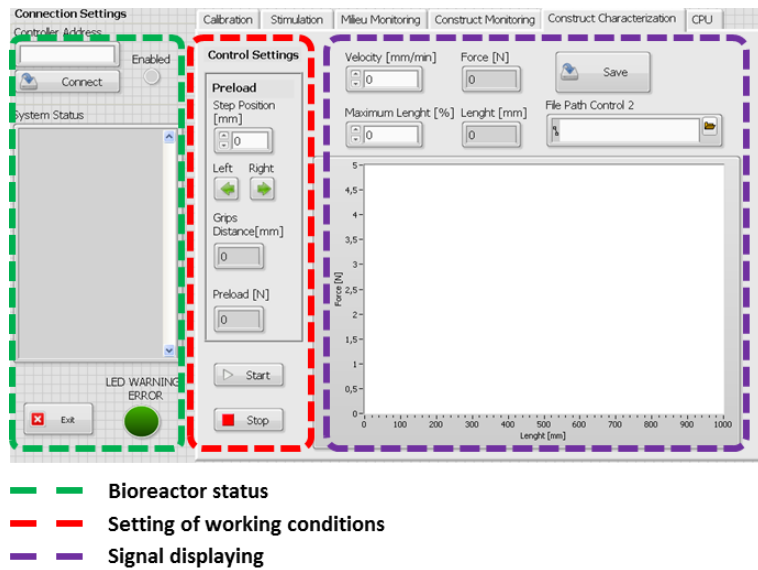 Connection Settings
Controller Address
Enabled
Connect
System Status
LED WARNING
ERROR
Exit
Calibration
Stimulation
Milieu Monitoring
Construct Monitoring
Construct Characterization
CPU
Control Settings
Preload
Step Position
[mm]
0
Left Right
Grips
Distance[mm]
0
Preload [N]
0
Start
Stop
Velocity [mm/min]
0
Force [N]
0
Save
Maximum Lenght [%]
0
Lenght [mm]
0
File Path Control 2
Force [N]
5
4,5
4
3,5
3
2,5
2
1,5
1
0,5
0
0 100 200 300 400 500 600 700 800 900 1000
Lenght [mm]
Bioreactor status
Setting of working conditions
Signal displaying